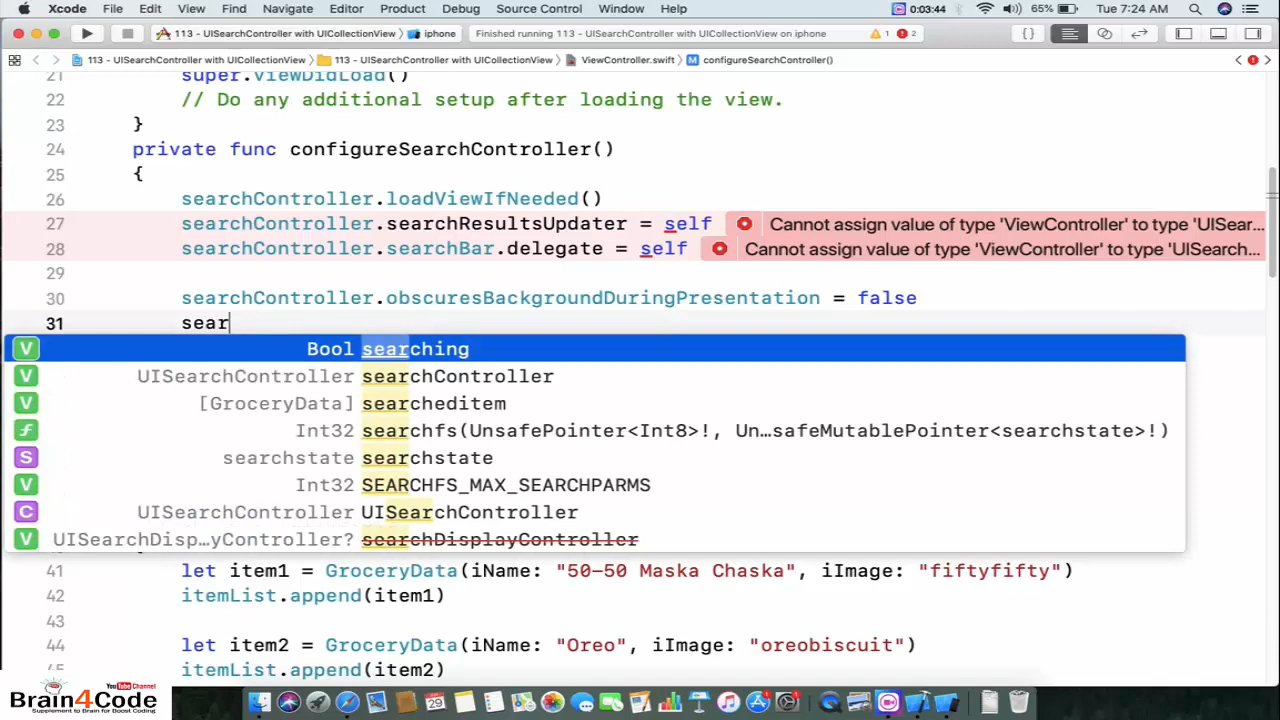 Xcode File Edit View Find Navigate Editor Product Debug Source Control Window Help 00:03:44 65% Tue 7:24 AM
113 - UISearchController with UICollectionView iphone Finished running 113 - UISearchController with UICollectionView on iphone 1 2
113 - UISearchController with UICollectionView 113 - UISearchController with UICollectionView ViewController.swift M configureSearchController()
21 super.viewDidLoad()
22 // Do any additional setup after loading the view.
23 }
24 private func configureSearchController()
25 {
26 searchController.loadViewIfNeeded()
27 searchController.searchResultsUpdater = self Cannot assign value of type 'ViewController' to type 'UISear...
28 searchController.searchBar.delegate = self Cannot assign value of type 'ViewController' to type 'UISearch...
29
30 searchController.obscuresBackgroundDuringPresentation = false
31 sear
V Bool searching
V UISearchController searchController
V [GroceryData] searcheditem
f Int32 searchfs(UnsafePointer<Int8>!, Un…safeMutablePointer<searchstate>!)
S searchstate searchstate
V Int32 SEARCHFS_MAX_SEARCHPARMS
C UISearchController UISearchController
V UISearchDisp…yController? searchDisplayController
41 let item1 = GroceryData(iName: "50-50 Maska Chaska", iImage: "fiftyfifty")
42 itemList.append(item1)
43
44 let item2 = GroceryData(iName: "Oreo", iImage: "oreobiscuit")
45 itemList.append(item2)
YouTube Channel
Brain4Code
Supplement to Brain for Boost Coding
29